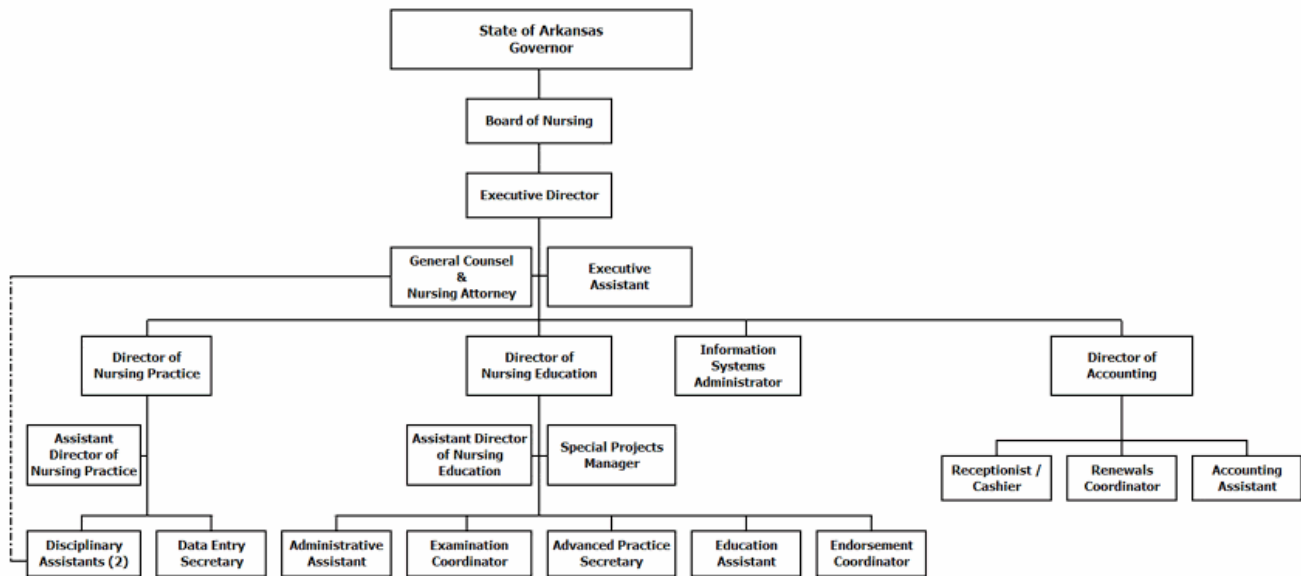 State of Arkansas
Governor
Board of Nursing
Executive Director
General Counsel
&
Nursing Attorney
Executive
Assistant
Director of
Nursing Practice
Director of
Nursing Education
Information
Systems
Administrator
Director of
Accounting
Assistant
Director of
Nursing Practice
Assistant Director
of Nursing
Education
Special Projects
Manager
Receptionist /
Cashier
Renewals
Coordinator
Accounting
Assistant
Disciplinary
Assistants (2)
Data Entry
Secretary
Administrative
Assistant
Examination
Coordinator
Advanced Practice
Secretary
Education
Assistant
Endorsement
Coordinator